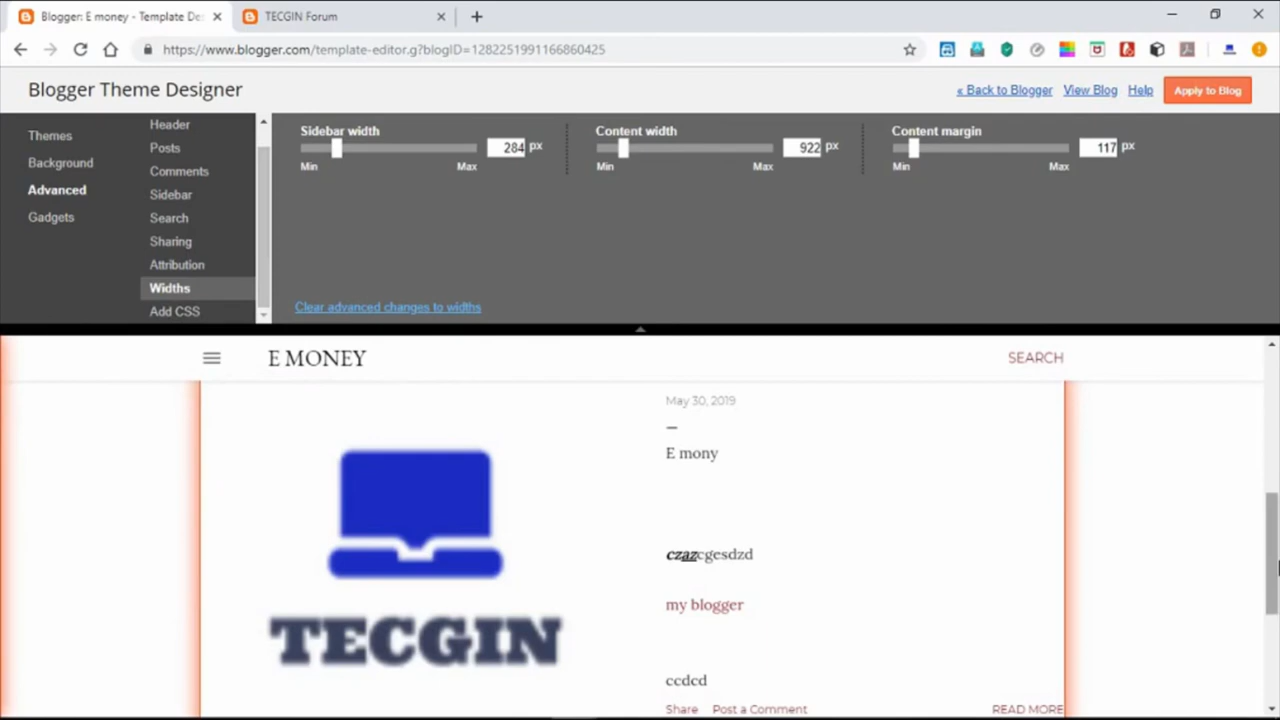 Blogger: E money - Template De
TECGIN Forum
https://www.blogger.com/template-editor.g?blogID=1282251991166860425
Blogger Theme Designer
« Back to Blogger
View Blog
Help
Apply to Blog
Themes
Background
Advanced
Gadgets
Header
Posts
Comments
Sidebar
Search
Sharing
Attribution
Widths
Add CSS
Sidebar width
284 px
Min Max
Content width
922 px
Min Max
Content margin
117 px
Min Max
Clear advanced changes to widths
E MONEY
SEARCH
May 30, 2019
E mony
czazcgesdzd
my blogger
ccdcd
Share Post a Comment
READ MORE
TECGIN